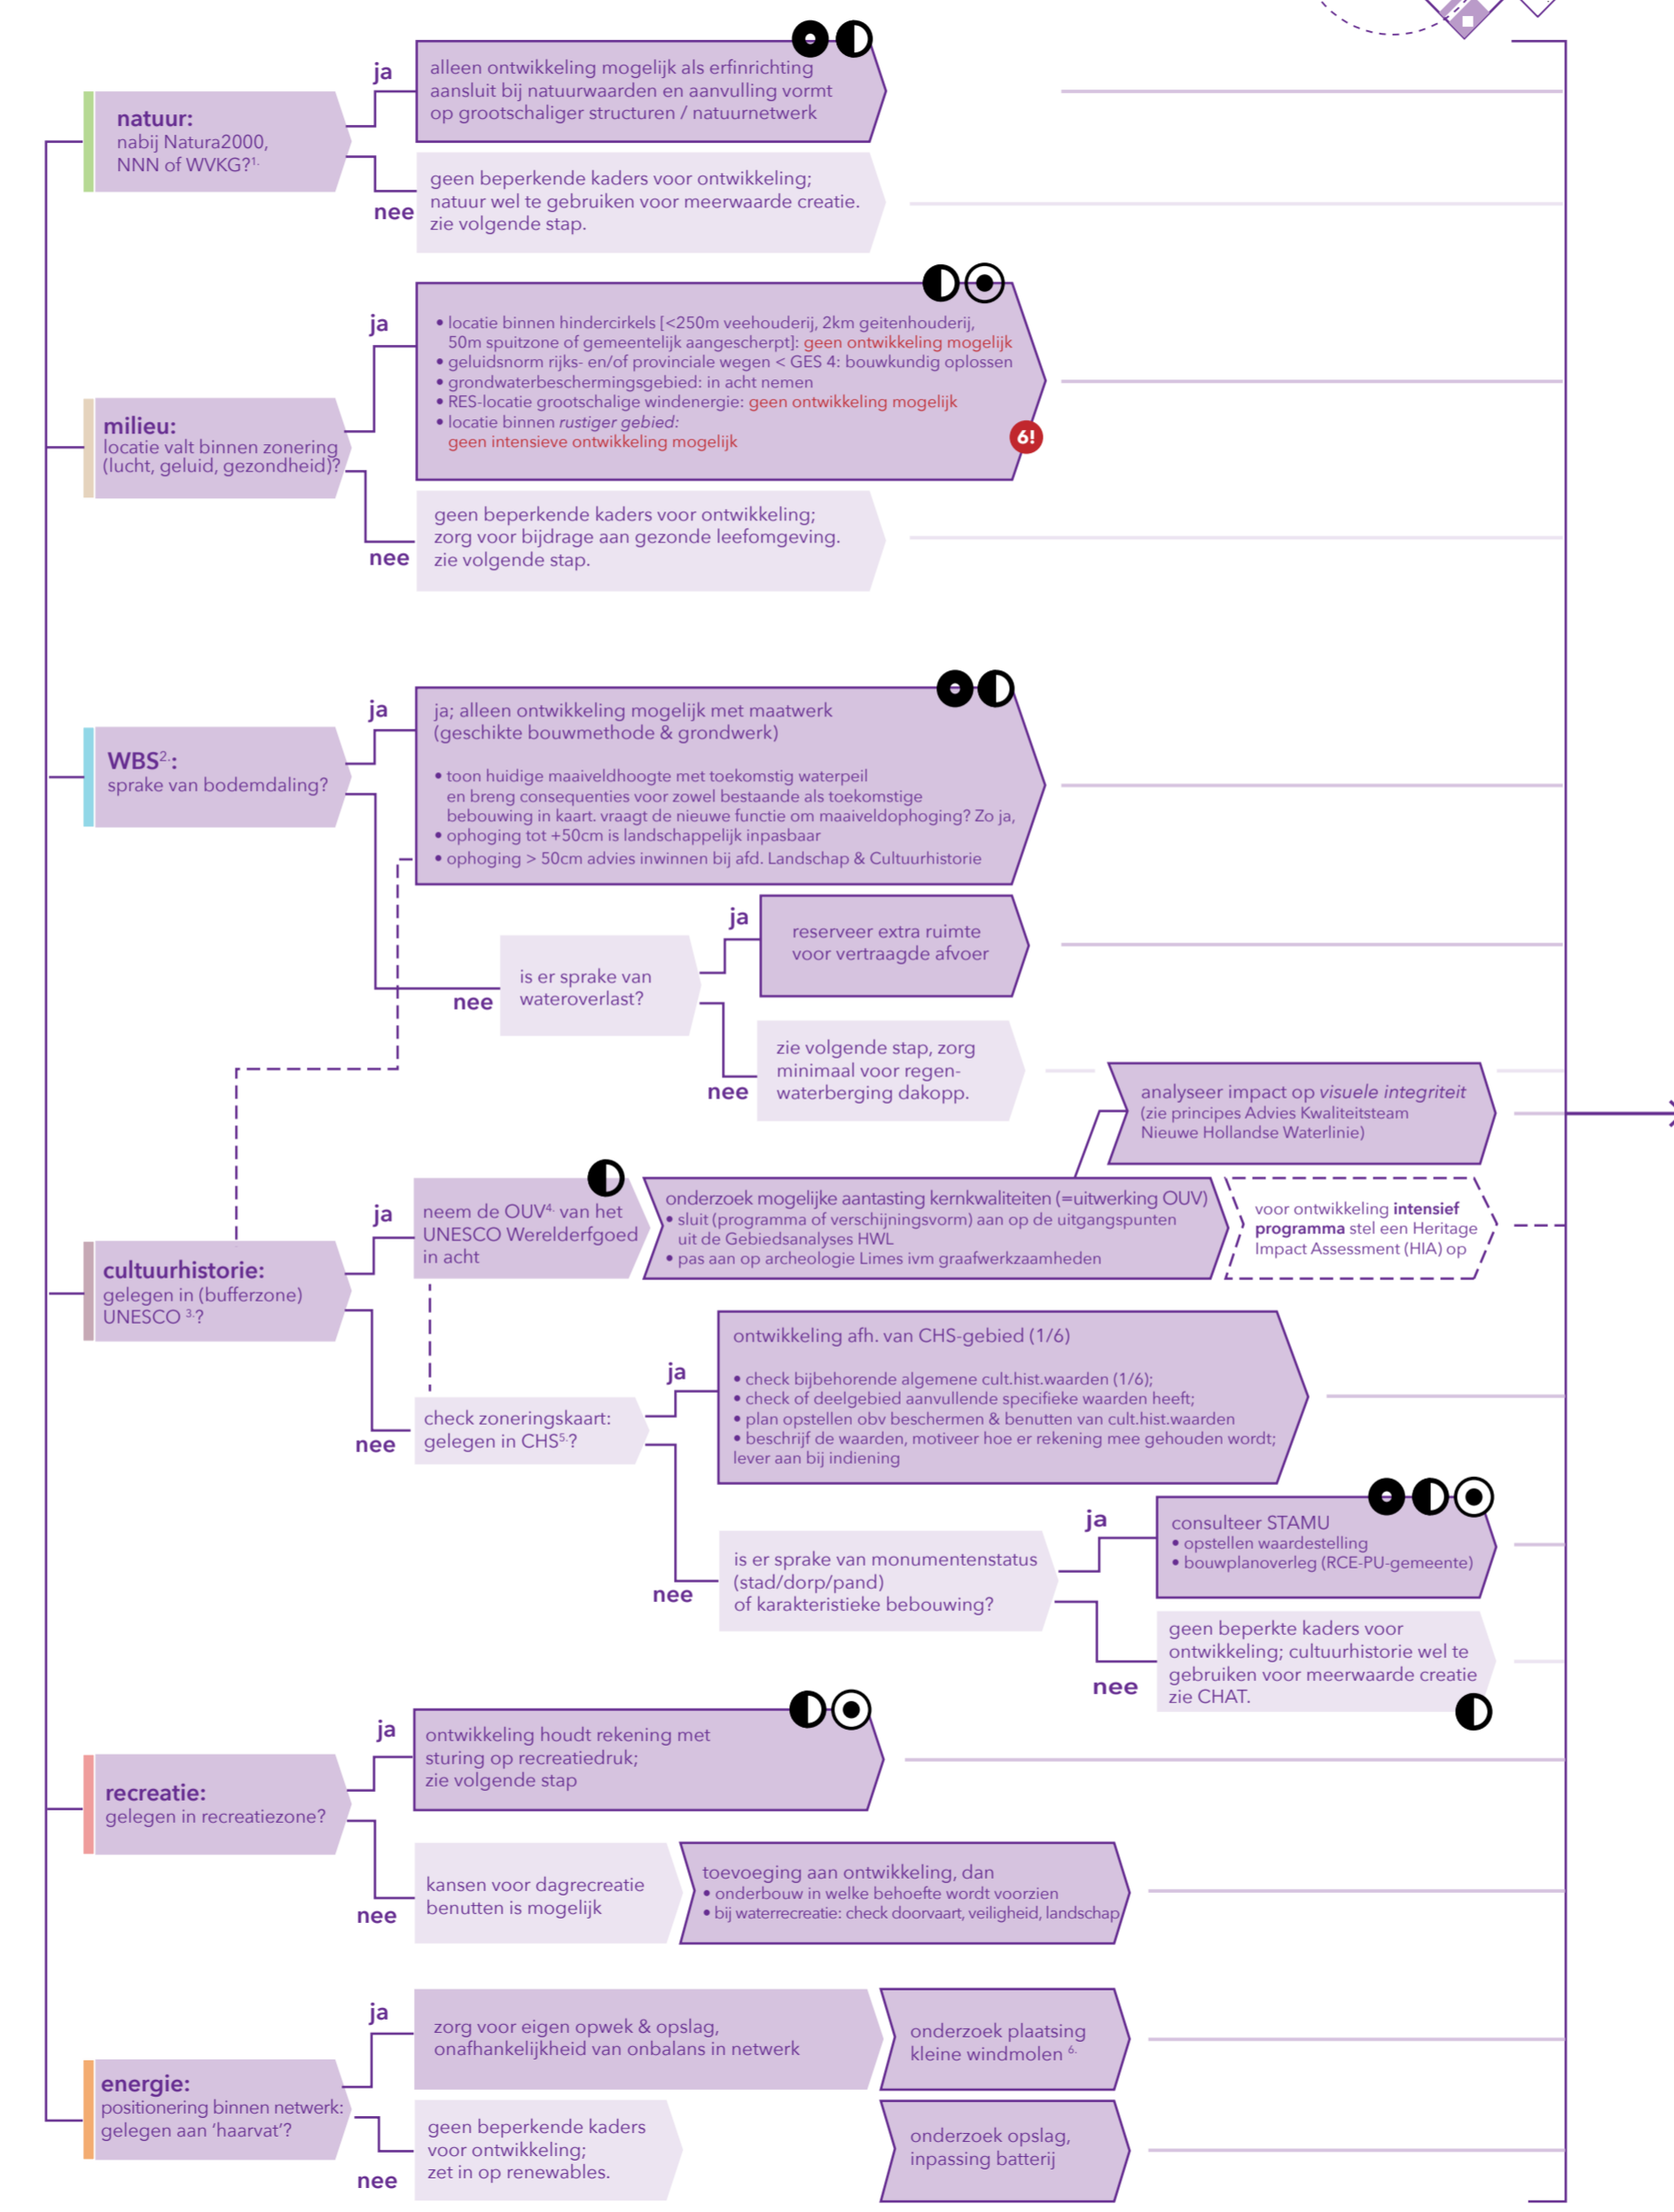 natuur:
nabij Natura2000,
NNN of WVKG?1.
ja
alleen ontwikkeling mogelijk als erfinrichting
aansluit bij natuurwaarden en aanvulling vormt
op grootschaliger structuren / natuurnetwerk
nee
geen beperkende kaders voor ontwikkeling;
natuur wel te gebruiken voor meerwaarde creatie.
zie volgende stap.
milieu:
locatie valt binnen zonering
(lucht, geluid, gezondheid)?
ja
• locatie binnen hindercirkels [<250m veehouderij, 2km geitenhouderij,
50m spuitzone of gemeentelijk aangescherpt]: geen ontwikkeling mogelijk
• geluidsnorm rijks- en/of provinciale wegen < GES 4: bouwkundig oplossen
• grondwaterbeschermingsgebied: in acht nemen
• RES-locatie grootschalige windenergie: geen ontwikkeling mogelijk
• locatie binnen rustiger gebied:
geen intensieve ontwikkeling mogelijk
6!
nee
geen beperkende kaders voor ontwikkeling;
zorg voor bijdrage aan gezonde leefomgeving.
zie volgende stap.
WBS2.:
sprake van bodemdaling?
ja
ja; alleen ontwikkeling mogelijk met maatwerk
(geschikte bouwmethode & grondwerk)
• toon huidige maaiveldhoogte met toekomstig waterpeil
en breng consequenties voor zowel bestaande als toekomstige
bebouwing in kaart. vraagt de nieuwe functie om maaiveldophoging? Zo ja,
• ophoging tot +50cm is landschappelijk inpasbaar
• ophoging > 50cm advies inwinnen bij afd. Landschap & Cultuurhistorie
nee
is er sprake van
wateroverlast?
ja
reserveer extra ruimte
voor vertraagde afvoer
nee
zie volgende stap, zorg
minimaal voor regen-
waterberging dakopp.
cultuurhistorie:
gelegen in (bufferzone)
UNESCO 3.?
ja
neem de OUV4. van het
UNESCO Werelderfgoed
in acht
onderzoek mogelijke aantasting kernkwaliteiten (=uitwerking OUV)
• sluit (programma of verschijningsvorm) aan op de uitgangspunten
uit de Gebiedsanalyses HWL
• pas aan op archeologie Limes ivm graafwerkzaamheden
analyseer impact op visuele integriteit
(zie principes Advies Kwaliteitsteam
Nieuwe Hollandse Waterlinie)
voor ontwikkeling intensief
programma stel een Heritage
Impact Assessment (HIA) op
nee
check zoneringskaart:
gelegen in CHS5.?
ja
ontwikkeling afh. van CHS-gebied (1/6)
• check bijbehorende algemene cult.hist.waarden (1/6);
• check of deelgebied aanvullende specifieke waarden heeft;
• plan opstellen obv beschermen & benutten van cult.hist.waarden
• beschrijf de waarden, motiveer hoe er rekening mee gehouden wordt;
lever aan bij indiening
nee
is er sprake van monumentenstatus
(stad/dorp/pand)
of karakteristieke bebouwing?
ja
consulteer STAMU
• opstellen waardestelling
• bouwplanoverleg (RCE-PU-gemeente)
nee
geen beperkte kaders voor
ontwikkeling; cultuurhistorie wel te
gebruiken voor meerwaarde creatie
zie CHAT.
recreatie:
gelegen in recreatiezone?
ja
ontwikkeling houdt rekening met
sturing op recreatiedruk;
zie volgende stap
nee
kansen voor dagrecreatie
benutten is mogelijk
toevoeging aan ontwikkeling, dan
• onderbouw in welke behoefte wordt voorzien
• bij waterrecreatie: check doorvaart, veiligheid, landschap
energie:
positionering binnen netwerk:
gelegen aan ‘haarvat’?
ja
zorg voor eigen opwek & opslag,
onafhankelijkheid van onbalans in netwerk
onderzoek plaatsing
kleine windmolen 6.
nee
geen beperkende kaders
voor ontwikkeling;
zet in op renewables.
onderzoek opslag,
inpassing batterij